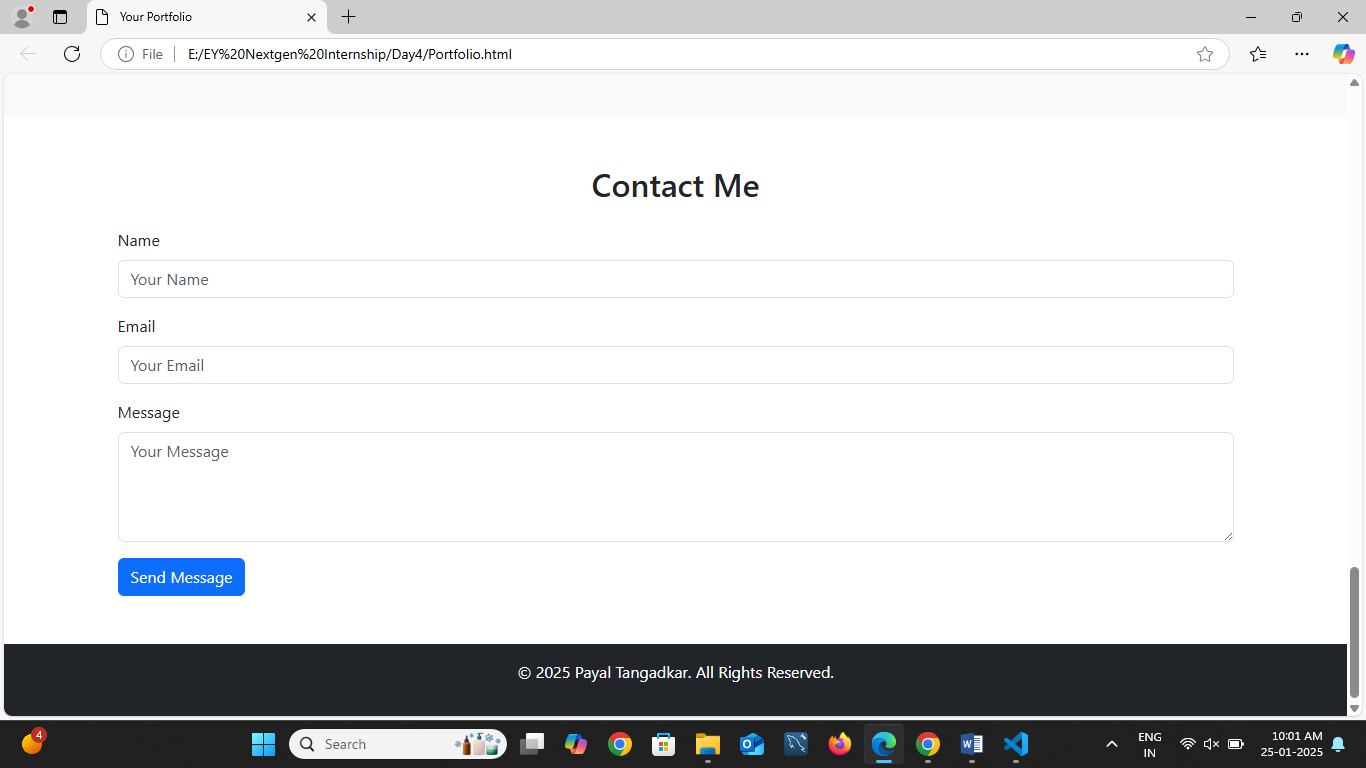 Your Portfolio
File
E:/EY%20Nextgen%20Internship/Day4/Portfolio.html
Contact Me
Name
Your Name
Email
Your Email
Message
Your Message
Send Message
© 2025 Payal Tangadkar. All Rights Reserved.
4
Search
ENG
IN
10:01 AM
25-01-2025